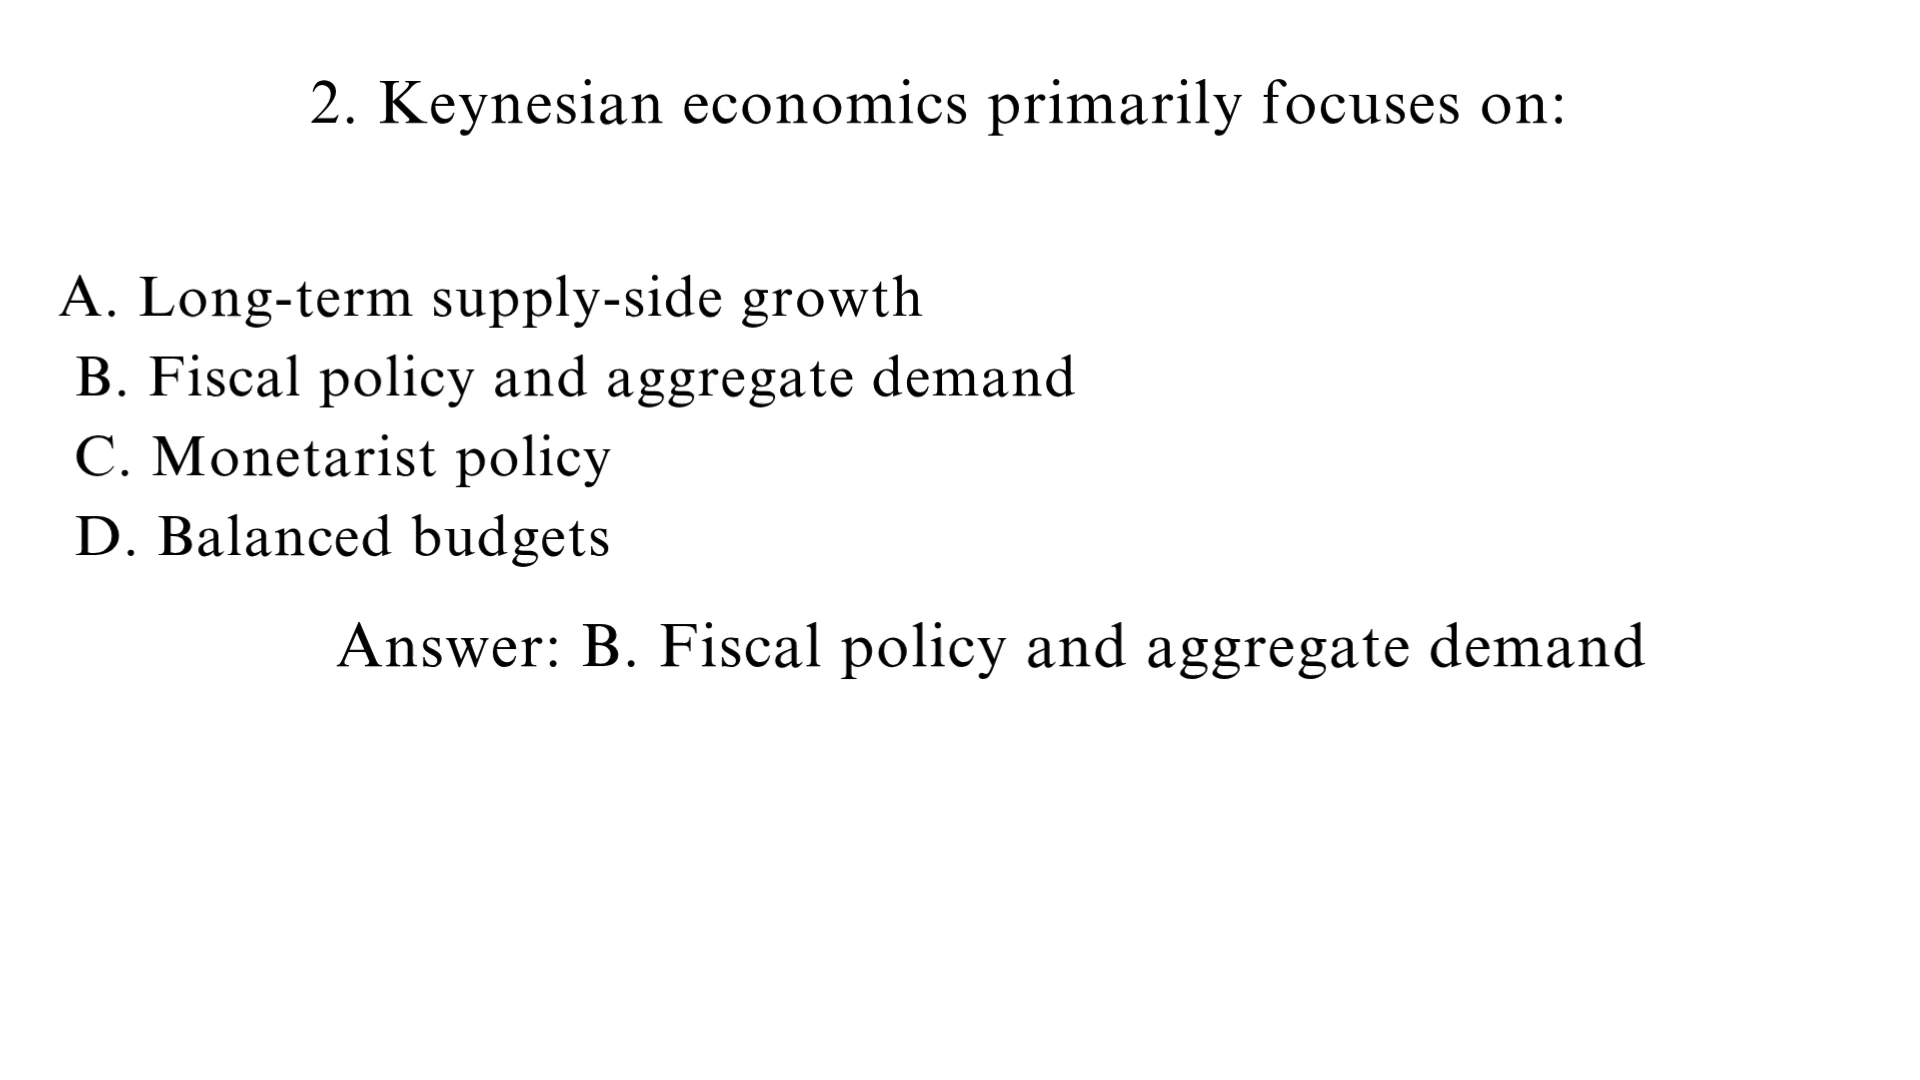 2. Keynesian economics primarily focuses on:
A. Long-term supply-side growth
B. Fiscal policy and aggregate demand
C. Monetarist policy
D. Balanced budgets
Answer: B. Fiscal policy and aggregate demand